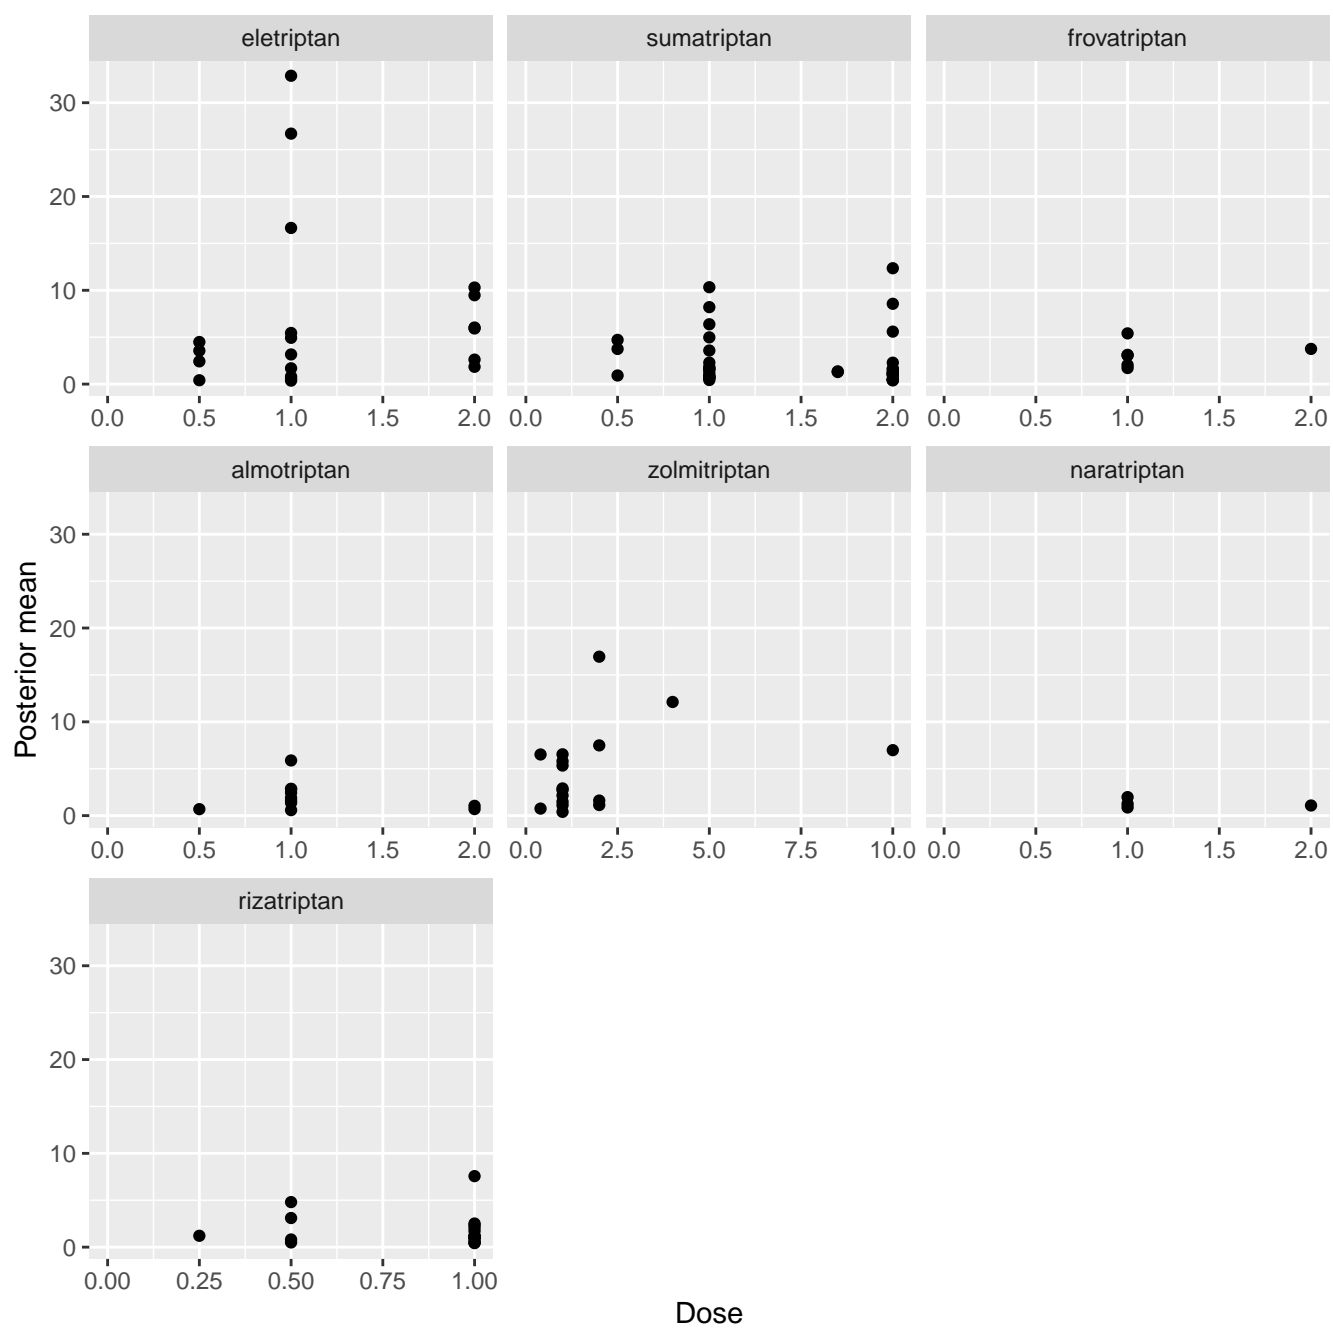 eletriptan sumatriptan frovatriptan
30
20
10
0
0.0 0.5 1.0 1.5 2.0 0.0 0.5 1.0 1.5 2.0 0.0 0.5 1.0 1.5 2.0
almotriptan zolmitriptan naratriptan
30
20
10
0
0.0 0.5 1.0 1.5 2.0 0.0 2.5 5.0 7.5 10.0 0.0 0.5 1.0 1.5 2.0
Posterior mean
rizatriptan
30
20
10
0
0.00 0.25 0.50 0.75 1.00
Dose